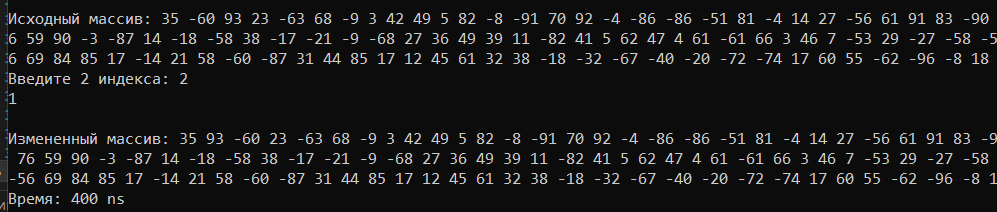 Исходный массив: 35 -60 93 23 -63 68 -9 3 42 49 5 82 -8 -91 70 92 -4 -86 -86 -51 81 -4 14 27 -56 61 91 83 -90
6 59 90 -3 -87 14 -18 -58 38 -17 -21 -9 -68 27 36 49 39 11 -82 41 5 62 47 4 61 -61 66 3 46 7 -53 29 -27 -58 -5
6 69 84 85 17 -14 21 58 -60 -87 31 44 85 17 12 45 61 32 38 -18 -32 -67 -40 -20 -72 -74 17 60 55 -62 -96 -8 18
Введите 2 индекса: 2
1
Измененный массив: 35 93 -60 23 -63 68 -9 3 42 49 5 82 -8 -91 70 92 -4 -86 -86 -51 81 -4 14 27 -56 61 91 83 -9
76 59 90 -3 -87 14 -18 -58 38 -17 -21 -9 -68 27 36 49 39 11 -82 41 5 62 47 4 61 -61 66 3 46 7 -53 29 -27 -58
-56 69 84 85 17 -14 21 58 -60 -87 31 44 85 17 12 45 61 32 38 -18 -32 -67 -40 -20 -72 -74 17 60 55 -62 -96 -8 1
Время: 400 ns